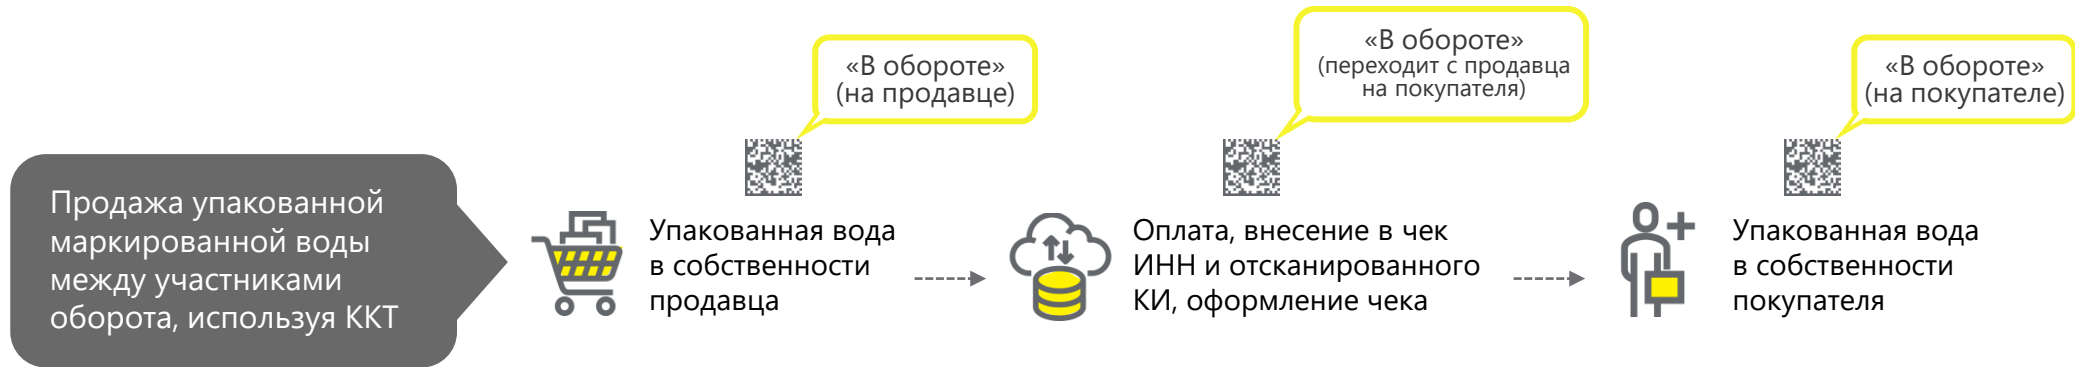 Продажа упакованной
маркированной воды
между участниками
оборота, используя ККТ
«В обороте»
(на продавце)
Упакованная вода
в собственности
продавца
«В обороте»
(переходит с продавца
на покупателя)
Оплата, внесение в чек
ИНН и отсканированного
КИ, оформление чека
«В обороте»
(на покупателе)
Упакованная вода
в собственности
покупателя